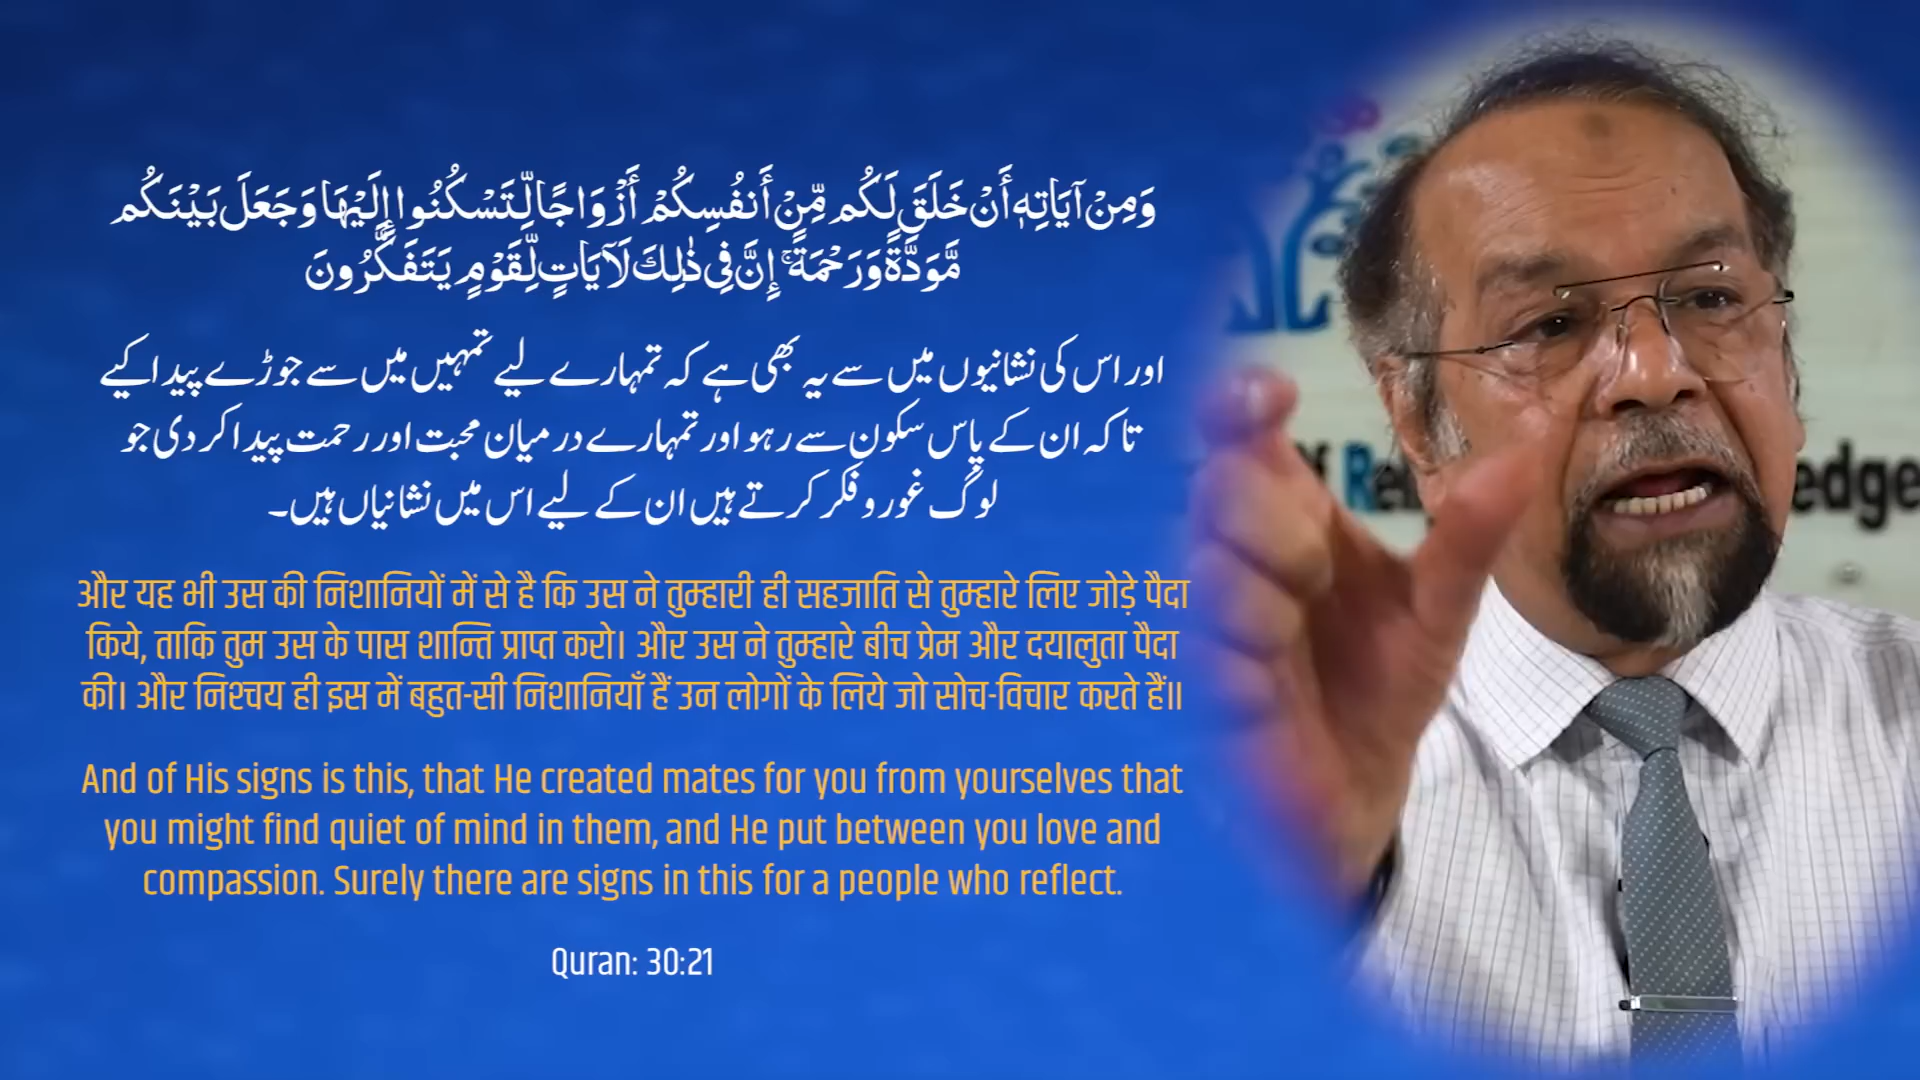 وَمِنْ آيَاتِهِ أَنْ خَلَقَ لَكُم مِّنْ أَنفُسِكُمْ أَزْوَاجًا لِّتَسْكُنُوا إِلَيْهَا وَجَعَلَ بَيْنَكُم
مَّوَدَّةً وَرَحْمَةً ۚ إِنَّ فِي ذَٰلِكَ لَآيَاتٍ لِّقَوْمٍ يَتَفَكَّرُونَ
اور اس کی نشانیوں میں سے یہ بھی ہے کہ تمہارے لیے تمہیں میں سے جوڑے پیدا کیے
تاکہ ان کے پاس سکون سے رہو اور تمہارے درمیان محبت اور رحمت پیدا کر دی جو
لوگ غور و فکر کرتے ہیں ان کے لیے اس میں نشانیاں ہیں۔
और यह भी उस की निशानियों में से है कि उस ने तुम्हारी ही सहजाति से तुम्हारे लिए जोड़े पैदा
किये, ताकि तुम उस के पास शान्ति प्राप्त करो। और उस ने तुम्हारे बीच प्रेम और दयालुता पैदा
की। और निश्चय ही इस में बहुत-सी निशानियाँ हैं उन लोगों के लिये जो सोच-विचार करते हैं॥
And of His signs is this, that He created mates for you from yourselves that
you might find quiet of mind in them, and He put between you love and
compassion. Surely there are signs in this for a people who reflect.
Quran: 30:21